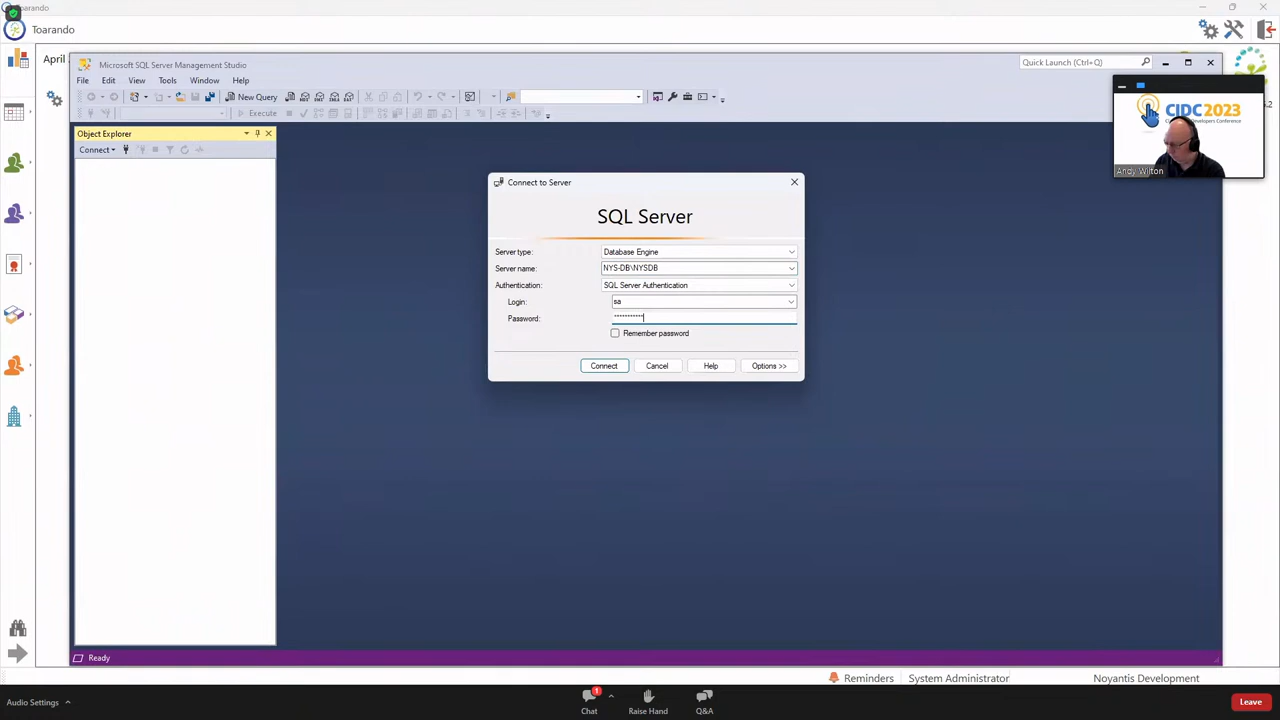 Toarando
Toarando
April
Microsoft SQL Server Management Studio
Quick Launch (Ctrl+Q)
File Edit View Tools Window Help
New Query
Execute
CIDC2023
Andy Wilton
Object Explorer
Connect
Connect to Server
SQL Server
Server type: Database Engine
Server name: NYS-DB\NYSDB
Authentication: SQL Server Authentication
Login: sa
Password: ***********
Remember password
Connect Cancel Help Options >>
Ready
Reminders System Administrator Noyantis Development
Audio Settings
1
Chat
Raise Hand
Q&A
Leave